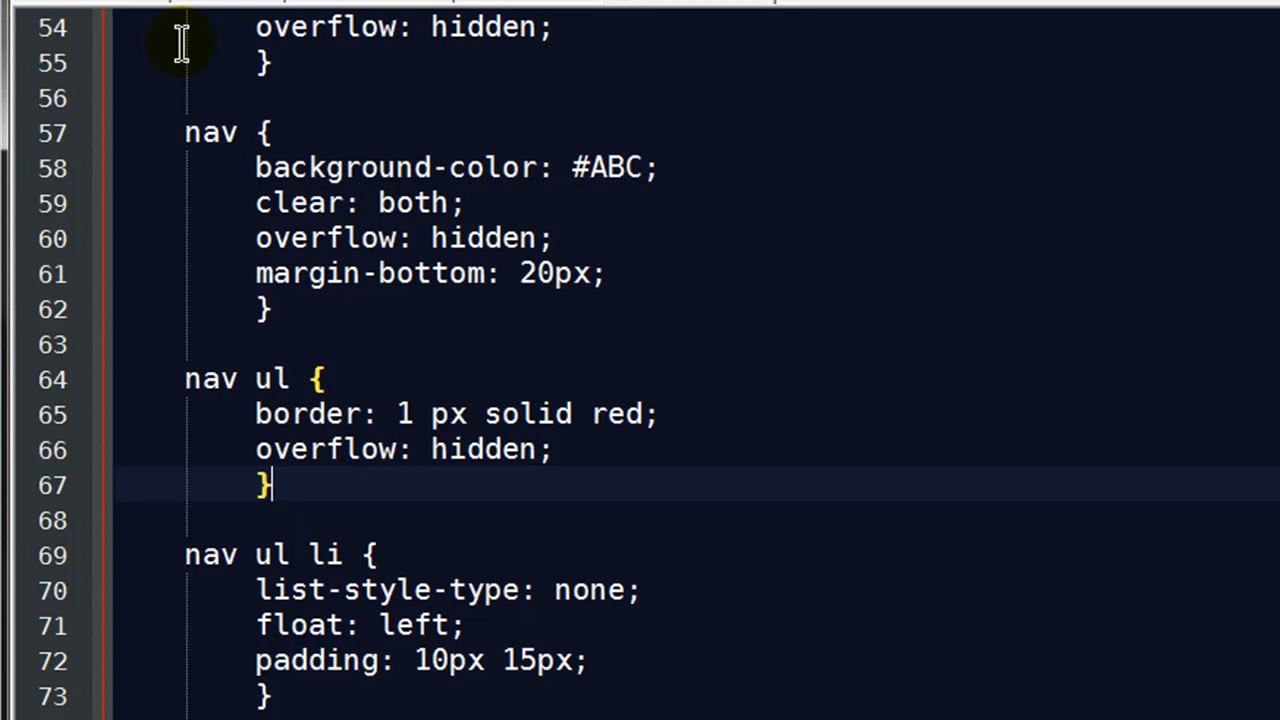 54 overflow: hidden;
55 }
56
57 nav {
58 background-color: #ABC;
59 clear: both;
60 overflow: hidden;
61 margin-bottom: 20px;
62 }
63
64 nav ul {
65 border: 1 px solid red;
66 overflow: hidden;
67 }
68
69 nav ul li {
70 list-style-type: none;
71 float: left;
72 padding: 10px 15px;
73 }